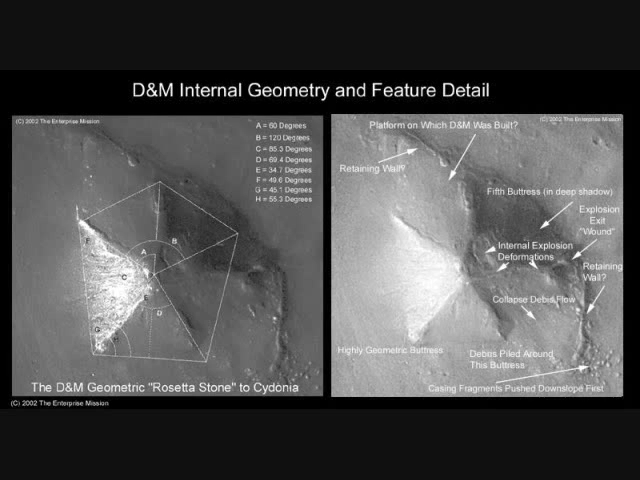 D&M Internal Geometry and Feature Detail
(C) 2002 The Enterprise Mission
A = 60 Degrees
B = 120 Degrees
C = 85.3 Degrees
D = 69.4 Degrees
E = 34.7 Degrees
F = 49.6 Degrees
G = 45.1 Degrees
H = 55.3 Degrees
A
B
F
C
E
D
G
H
The D&M Geometric "Rosetta Stone" to Cydonia
(C) 2002 The Enterprise Mission
(C) 2002 The Enterprise Mission
Platform on Which D&M Was Built?
Retaining Wall?
Fifth Buttress (in deep shadow)
Explosion
Exit
"Wound"
Internal Explosion
Deformations
Retaining
Wall?
Collapse Debis Flow
Highly Geometric Buttress
Debris Piled Around
This Buttress
Casing Fragments Pushed Downslope First